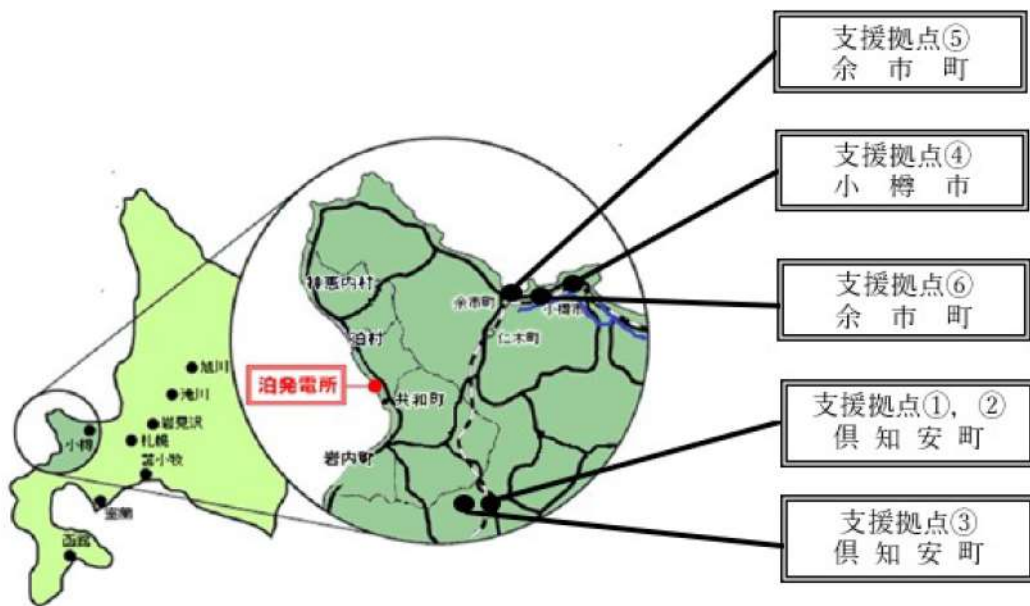 支援拠点⑤
余市町
支援拠点④
小樽市
支援拠点⑥
余市町
支援拠点①,②
倶知安町
支援拠点③
倶知安町
神恵内村
泊村
泊発電所
共和町
岩内町
余市町
小樽市
仁木町
旭川
滝川
岩見沢
小樽
札幌
苫小牧
室蘭
函館